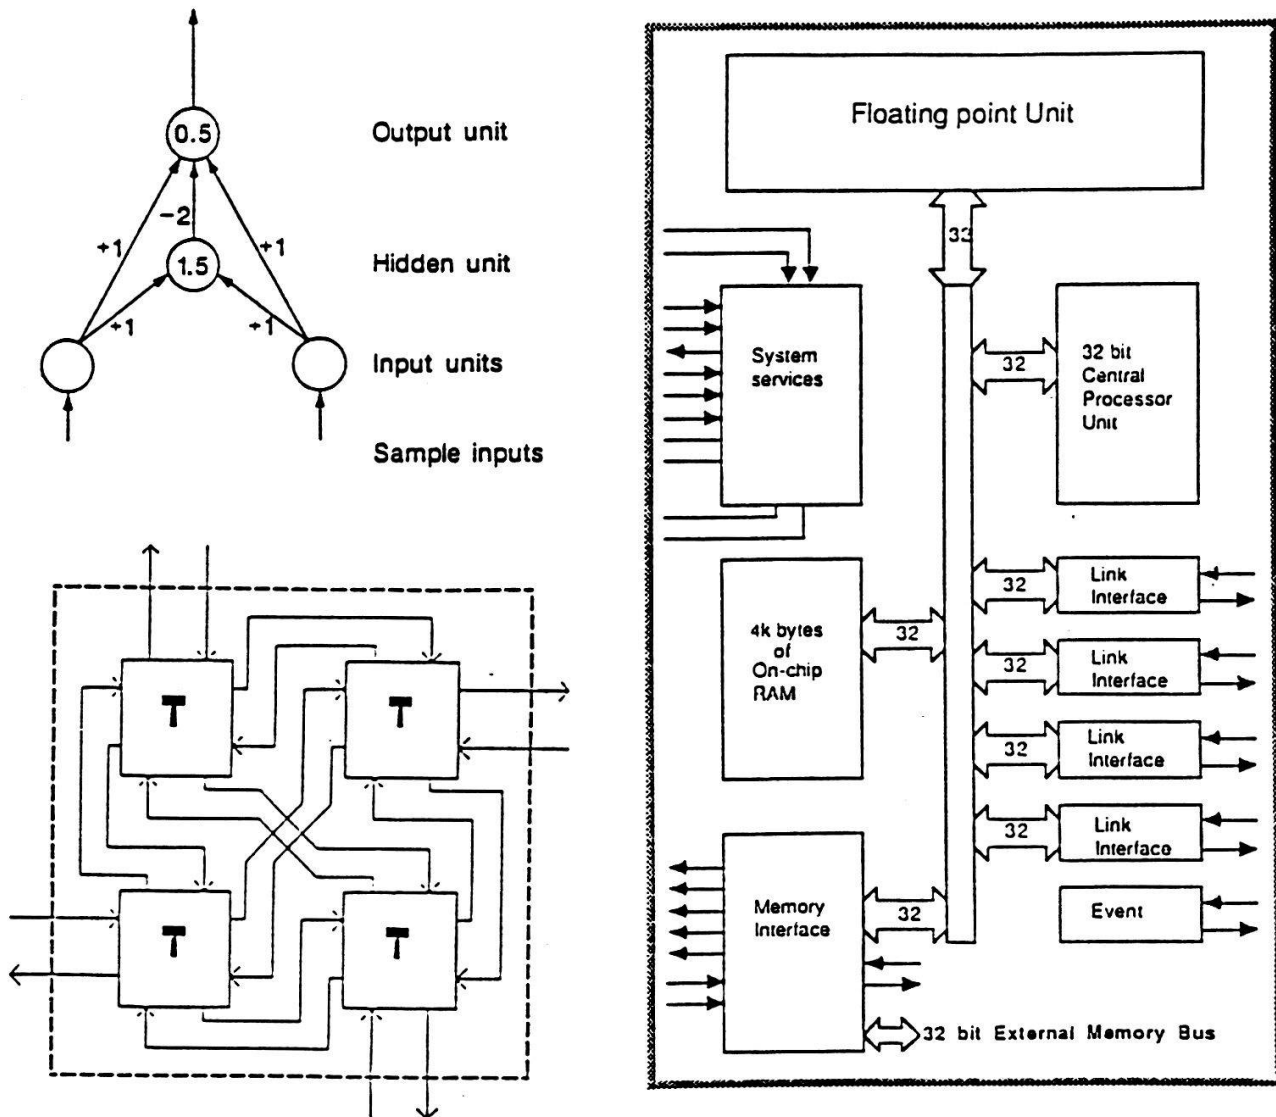 0.5
Output unit
-2
+1
+1
1.5
Hidden unit
+1
+1
Input units
Sample inputs
T
T
T
T
Floating point Unit
33
System
services
32
32 bit
Central
Processor
Unit
4k bytes
of
On-chip
RAM
32
32
Link
Interface
32
Link
Interface
32
Link
Interface
32
Link
Interface
Memory
Interface
32
Event
32 bit External Memory Bus